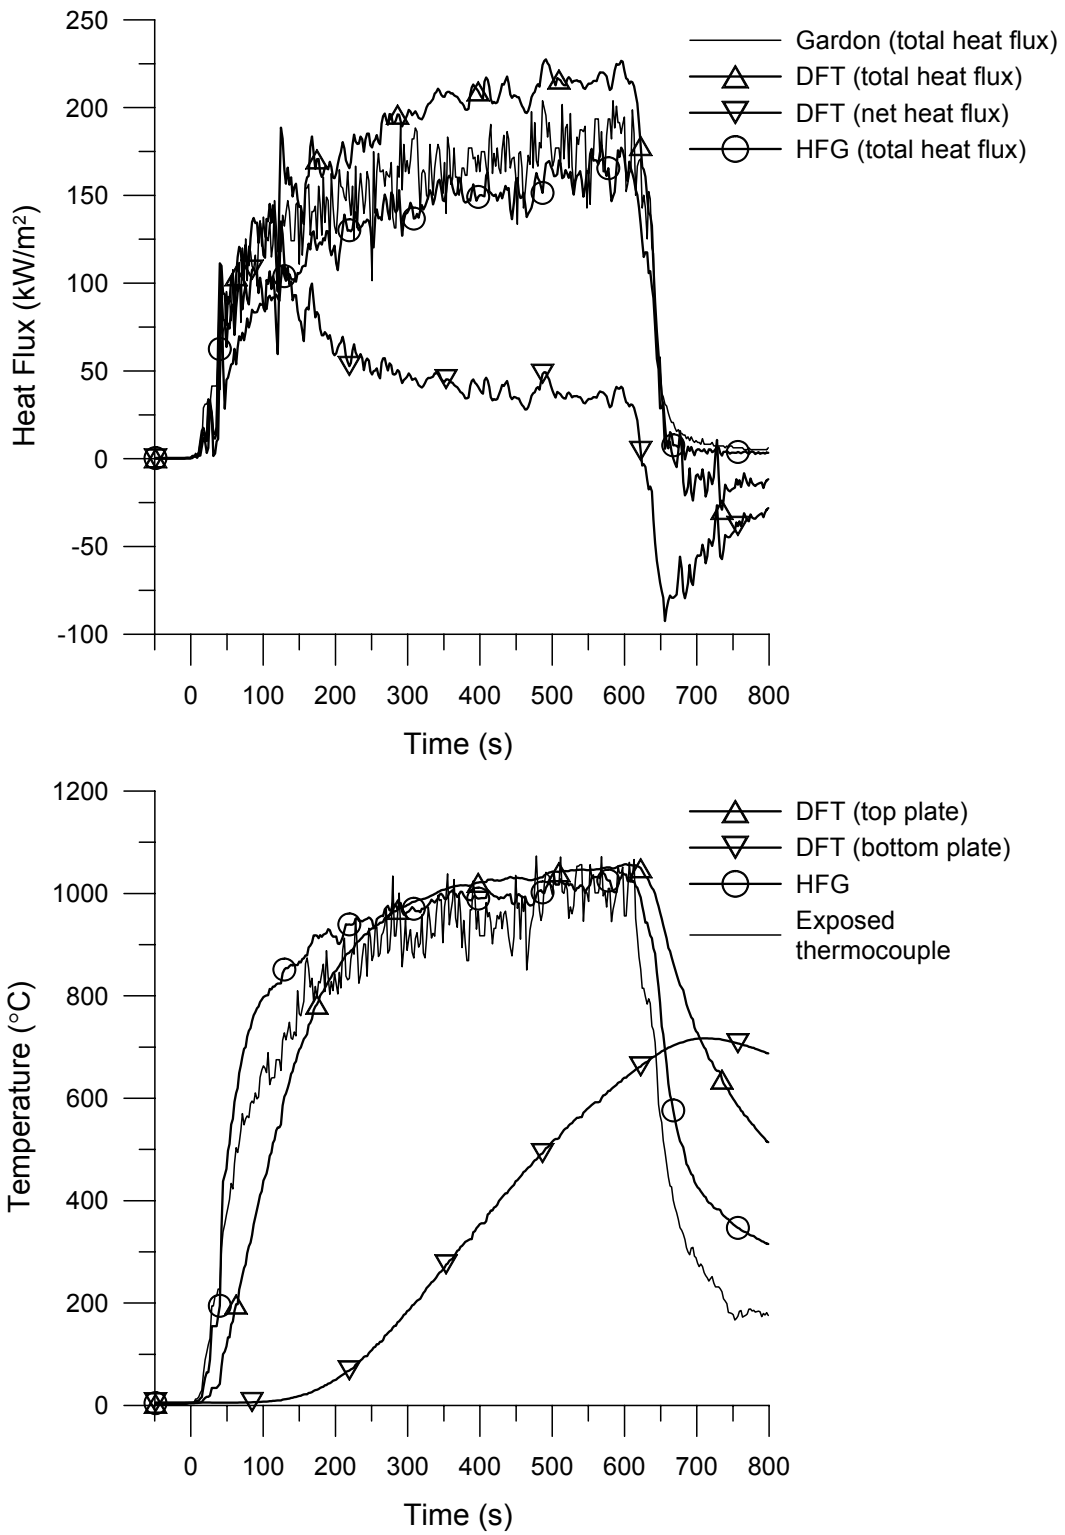 250
200
150
100
50
0
-50
-100
Heat Flux (kW/m²)
0 100 200 300 400 500 600 700 800
Time (s)
Gardon (total heat flux)
DFT (total heat flux)
DFT (net heat flux)
HFG (total heat flux)
1200
1000
800
600
400
200
0
Temperature (°C)
0 100 200 300 400 500 600 700 800
Time (s)
DFT (top plate)
DFT (bottom plate)
HFG
Exposed
thermocouple